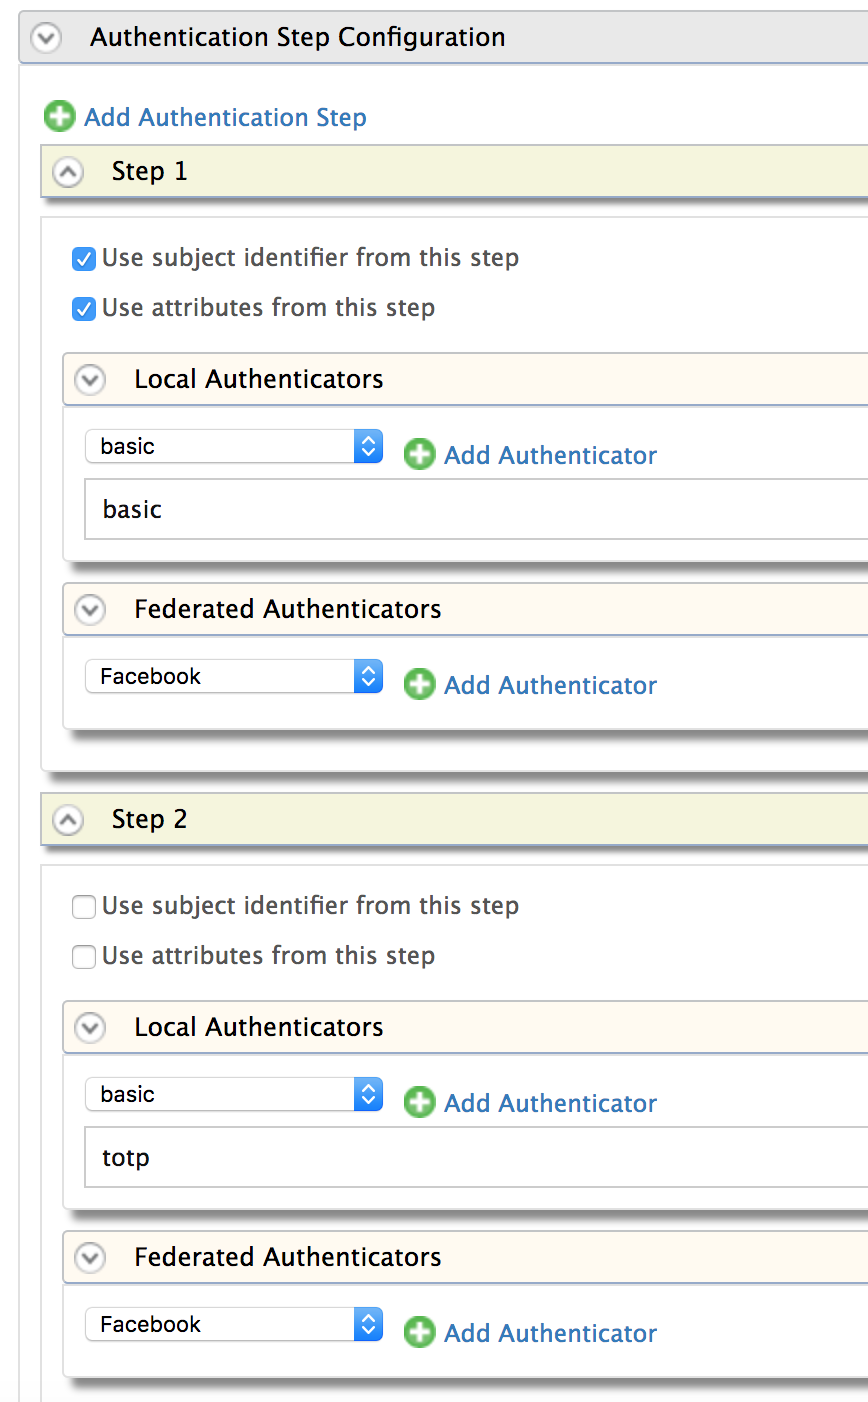 Authentication Step Configuration
Add Authentication Step
Step 1
Use subject identifier from this step
Use attributes from this step
Local Authenticators
basic
Add Authenticator
basic
Federated Authenticators
Facebook
Add Authenticator
Step 2
Use subject identifier from this step
Use attributes from this step
Local Authenticators
basic
Add Authenticator
totp
Federated Authenticators
Facebook
Add Authenticator